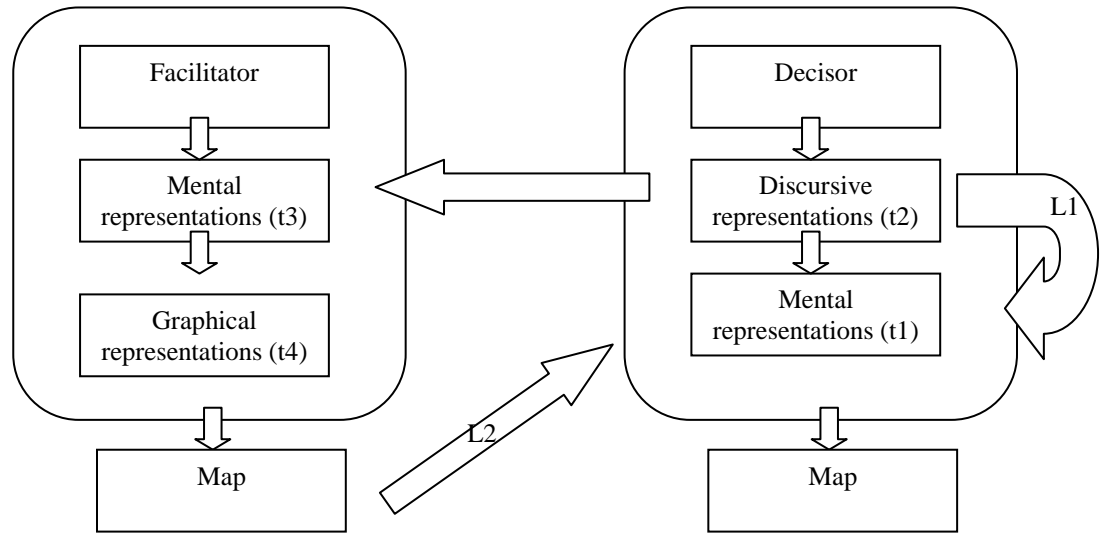 Facilitator
Mental
representations (t3)
Graphical
representations (t4)
Map
L2
Decisor
Discursive
representations (t2)
L1
Mental
representations (t1)
Map